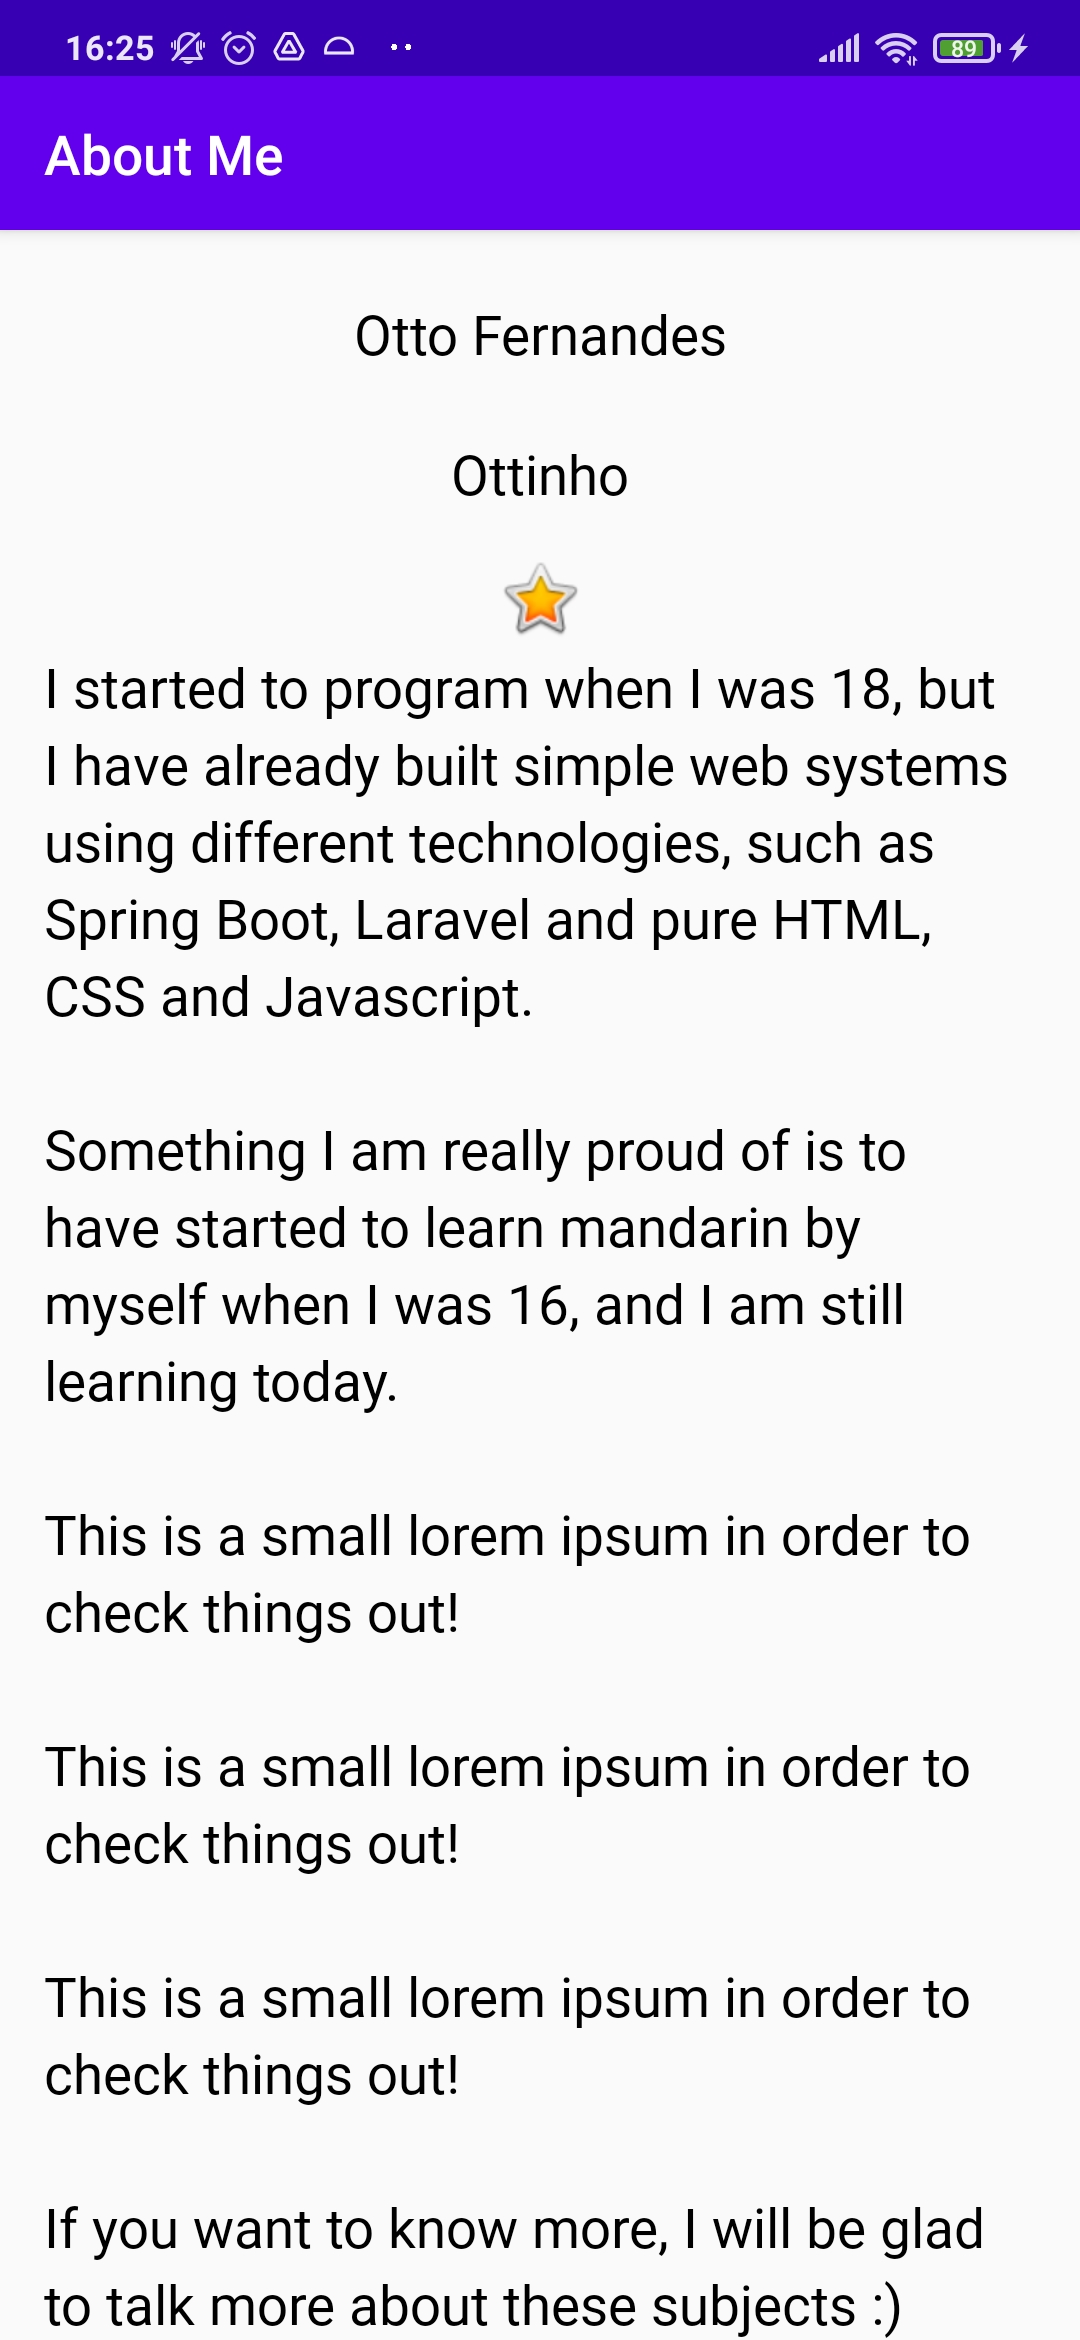 16:25
89
About Me
Otto Fernandes
Ottinho
I started to program when I was 18, but
I have already built simple web systems
using different technologies, such as
Spring Boot, Laravel and pure HTML,
CSS and Javascript.
Something I am really proud of is to
have started to learn mandarin by
myself when I was 16, and I am still
learning today.
This is a small lorem ipsum in order to
check things out!
This is a small lorem ipsum in order to
check things out!
This is a small lorem ipsum in order to
check things out!
If you want to know more, I will be glad
to talk more about these subjects :)